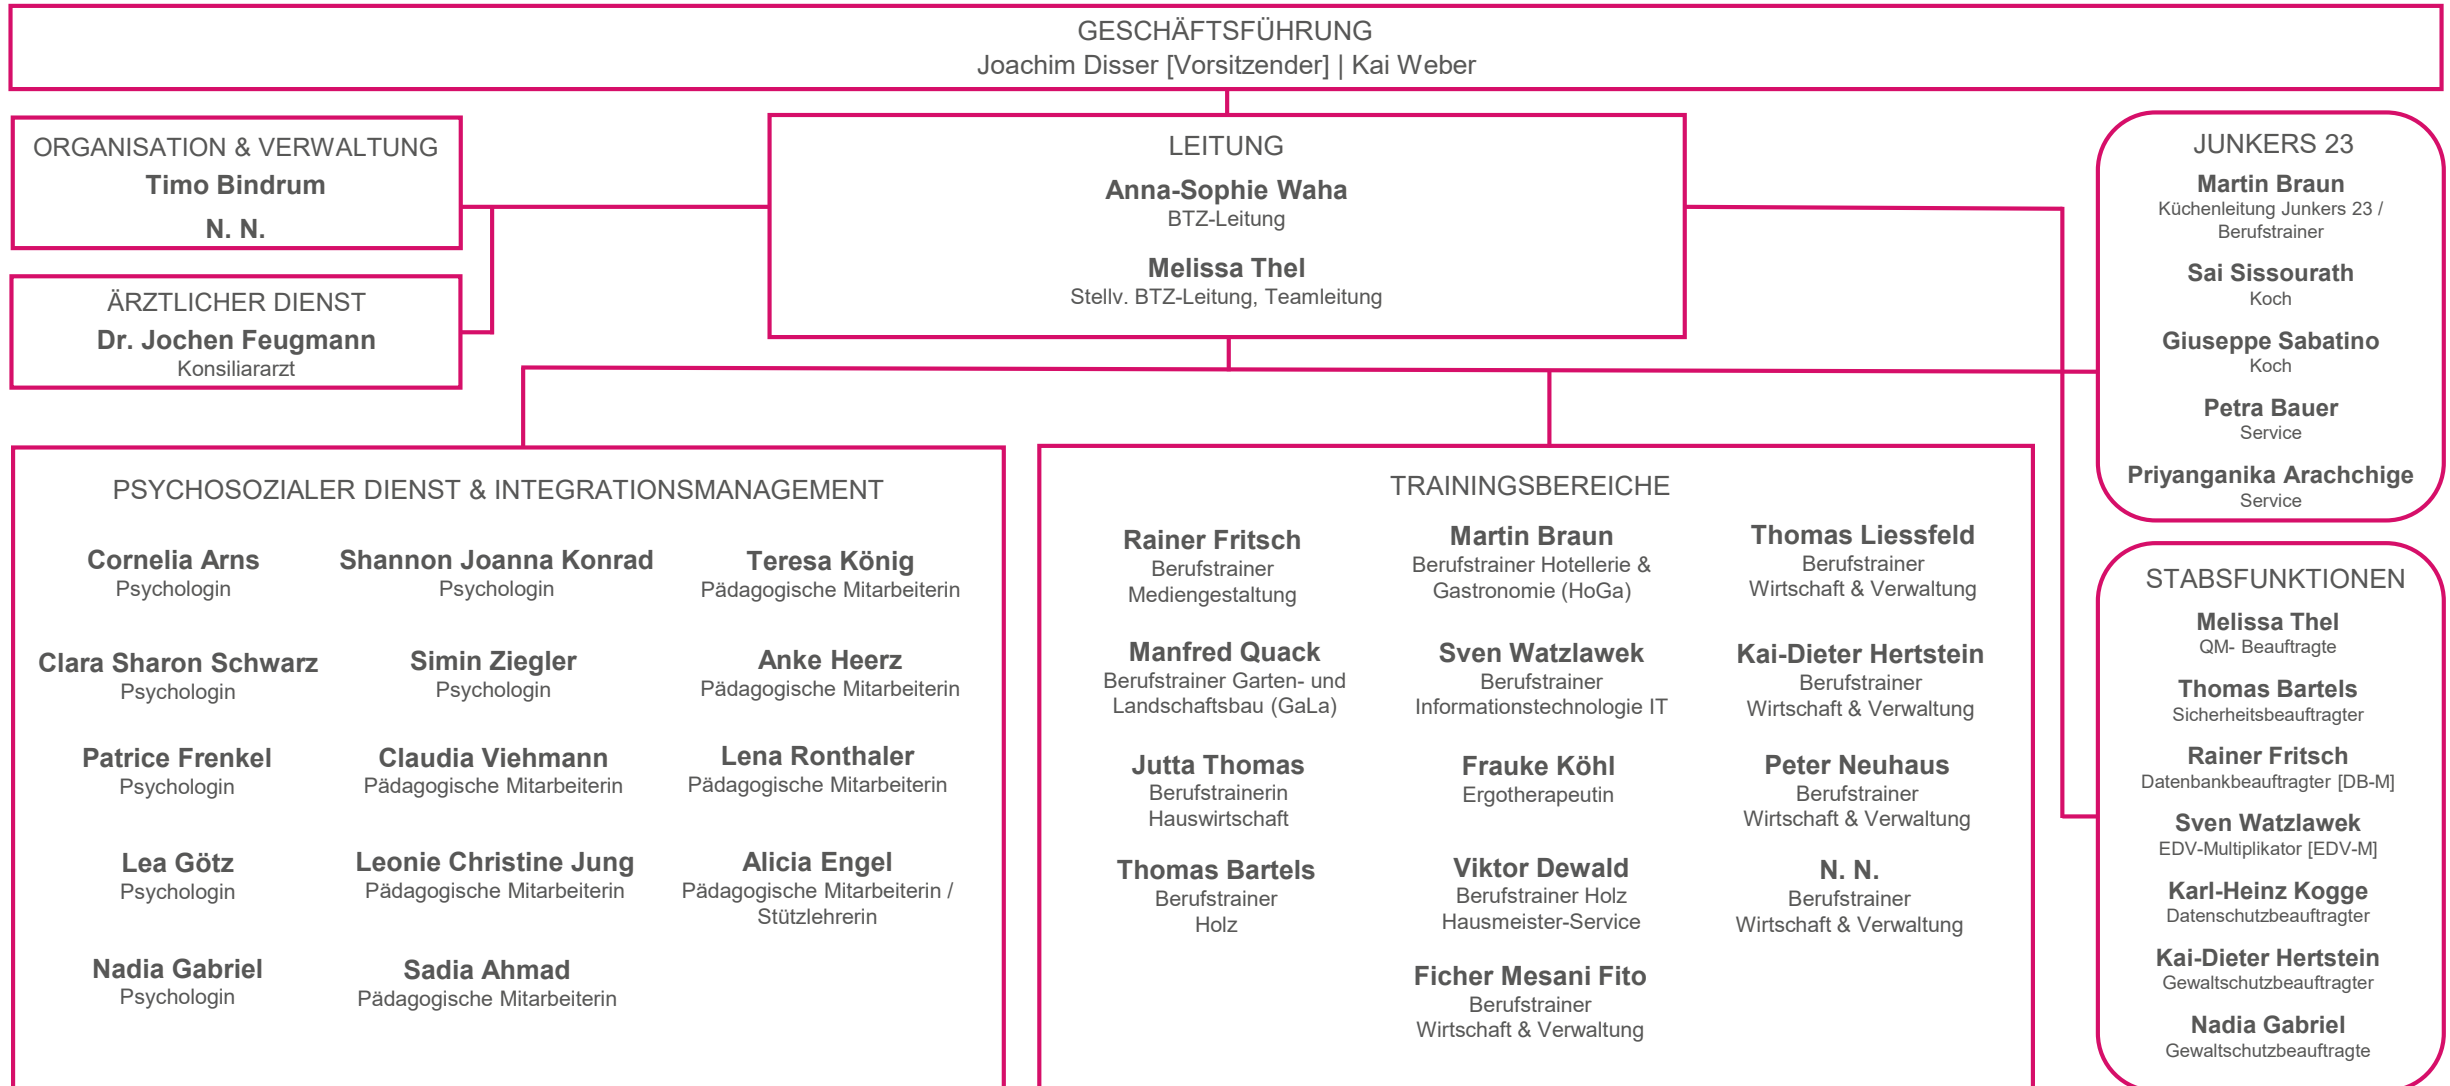 GESCHÄFTSFÜHRUNG
Joachim Disser [Vorsitzender] | Kai Weber
ORGANISATION & VERWALTUNG
Timo Bindrum
N. N.
ÄRZTLICHER DIENST
Dr. Jochen Feugmann
Konsiliararzt
LEITUNG
Anna-Sophie Waha
BTZ-Leitung
Melissa Thel
Stellv. BTZ-Leitung, Teamleitung
JUNKERS 23
Martin Braun
Küchenleitung Junkers 23 /
Berufstrainer
Sai Sissourath
Koch
Giuseppe Sabatino
Koch
Petra Bauer
Service
Priyanganika Arachchige
Service
PSYCHOSOZIALER DIENST & INTEGRATIONSMANAGEMENT
Cornelia Arns
Psychologin
Shannon Joanna Konrad
Psychologin
Teresa König
Pädagogische Mitarbeiterin
Clara Sharon Schwarz
Psychologin
Simin Ziegler
Psychologin
Anke Heerz
Pädagogische Mitarbeiterin
Patrice Frenkel
Psychologin
Claudia Viehmann
Pädagogische Mitarbeiterin
Lena Ronthaler
Pädagogische Mitarbeiterin
Lea Götz
Psychologin
Leonie Christine Jung
Pädagogische Mitarbeiterin
Alicia Engel
Pädagogische Mitarbeiterin /
Stützlehrerin
Nadia Gabriel
Psychologin
Sadia Ahmad
Pädagogische Mitarbeiterin
TRAININGSBEREICHE
Rainer Fritsch
Berufstrainer
Mediengestaltung
Martin Braun
Berufstrainer Hotellerie &
Gastronomie (HoGa)
Thomas Liessfeld
Berufstrainer
Wirtschaft & Verwaltung
Manfred Quack
Berufstrainer Garten- und
Landschaftsbau (GaLa)
Sven Watzlawek
Berufstrainer
Informationstechnologie IT
Kai-Dieter Hertstein
Berufstrainer
Wirtschaft & Verwaltung
Jutta Thomas
Berufstrainerin
Hauswirtschaft
Frauke Köhl
Ergotherapeutin
Peter Neuhaus
Berufstrainer
Wirtschaft & Verwaltung
Thomas Bartels
Berufstrainer
Holz
Viktor Dewald
Berufstrainer Holz
Hausmeister-Service
N. N.
Berufstrainer
Wirtschaft & Verwaltung
Ficher Mesani Fito
Berufstrainer
Wirtschaft & Verwaltung
STABSFUNKTIONEN
Melissa Thel
QM- Beauftragte
Thomas Bartels
Sicherheitsbeauftragter
Rainer Fritsch
Datenbankbeauftragter [DB-M]
Sven Watzlawek
EDV-Multiplikator [EDV-M]
Karl-Heinz Kogge
Datenschutzbeauftragter
Kai-Dieter Hertstein
Gewaltschutzbeauftragter
Nadia Gabriel
Gewaltschutzbeauftragte